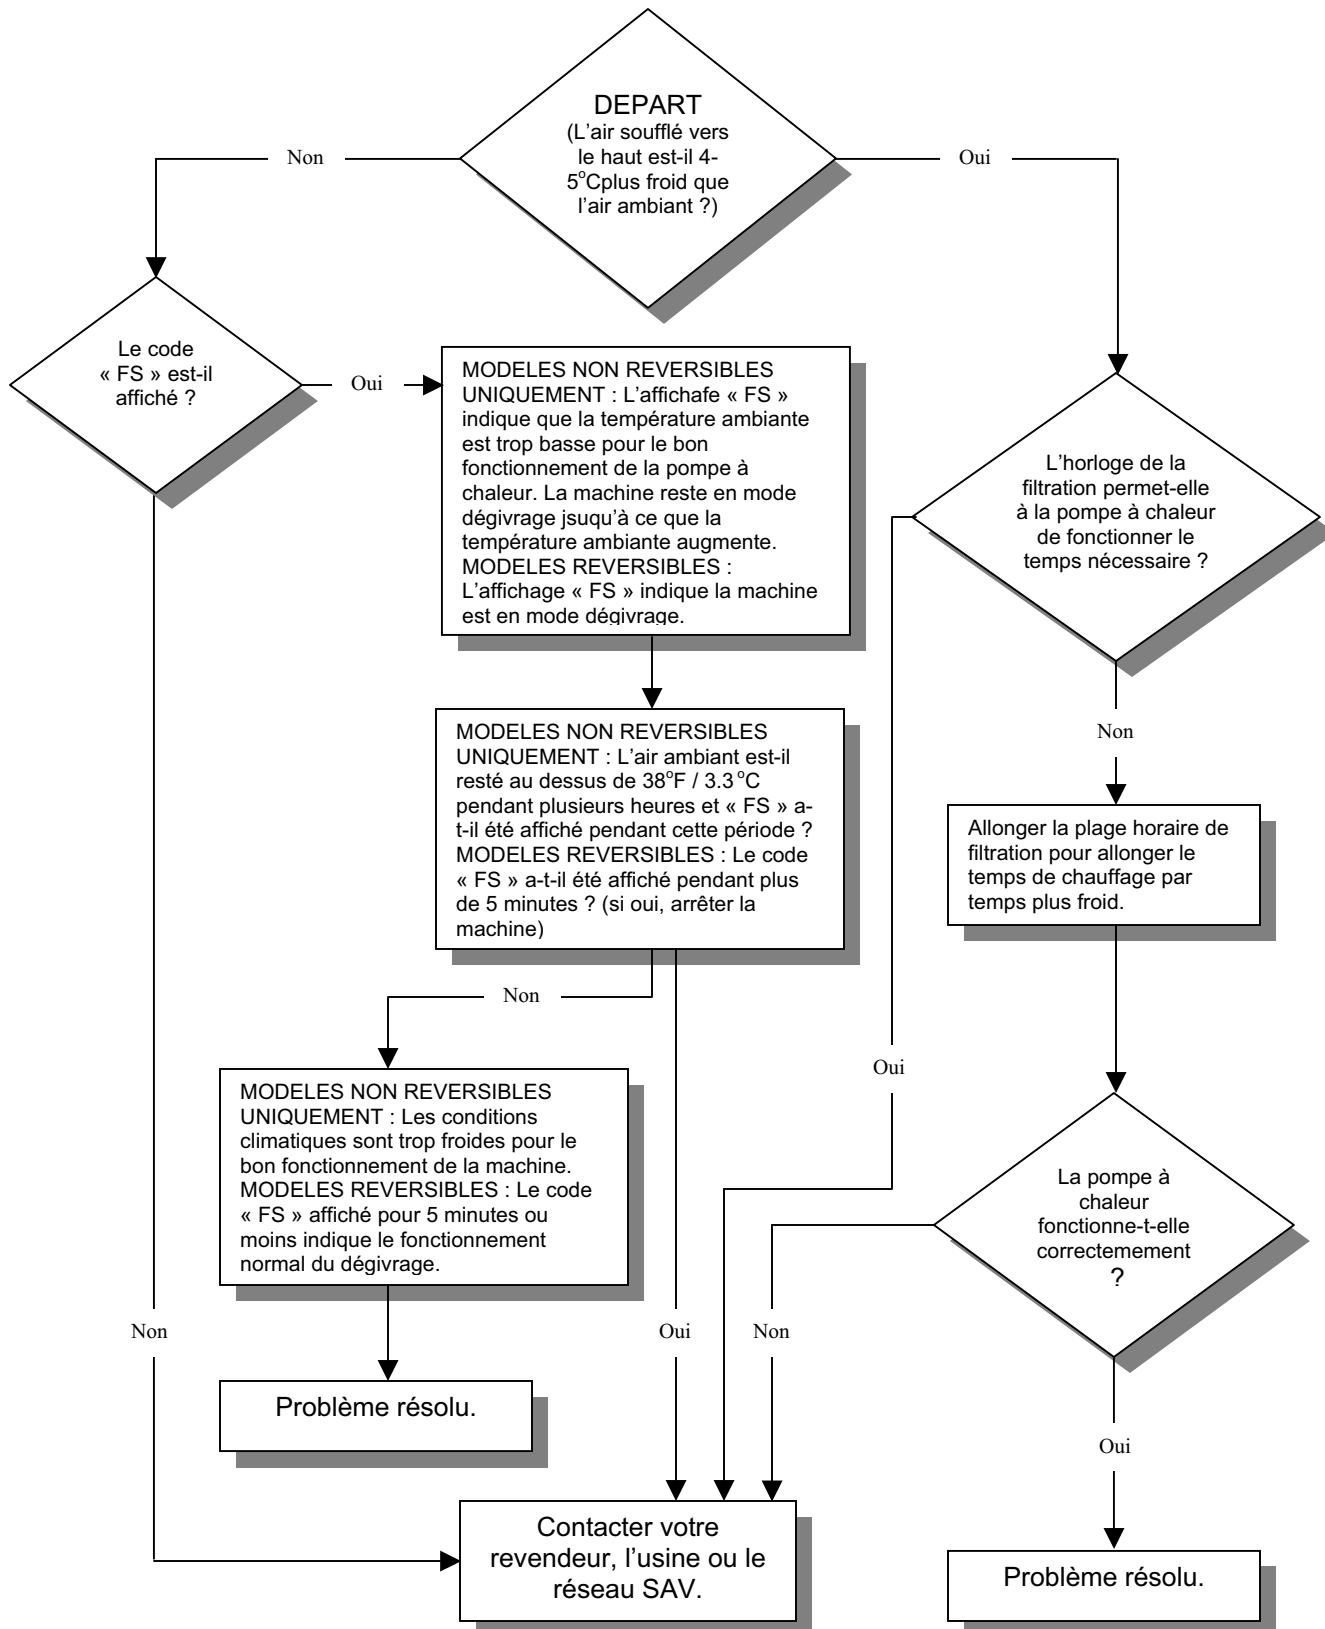 DEPART
(L'air soufflé vers
le haut est-il 4-
5°Cplus froid que
l'air ambiant ?)
Non
Oui
Le code
« FS » est-il
affiché ?
Oui
MODELES NON REVERSIBLES
UNIQUEMENT : L'affichafe « FS »
indique que la température ambiante
est trop basse pour le bon
fonctionnement de la pompe à
chaleur. La machine reste en mode
dégivrage jsuqu'à ce que la
température ambiante augmente.
MODELES REVERSIBLES :
L'affichage « FS » indique la machine
est en mode dégivrage.
L'horloge de la
filtration permet-elle
à la pompe à chaleur
de fonctionner le
temps nécessaire ?
Non
MODELES NON REVERSIBLES
UNIQUEMENT : L'air ambiant est-il
resté au dessus de 38°F / 3.3 °C
pendant plusieurs heures et « FS » a-
t-il été affiché pendant cette période ?
MODELES REVERSIBLES : Le code
« FS » a-t-il été affiché pendant plus
de 5 minutes ? (si oui, arrêter la
machine)
Allonger la plage horaire de
filtration pour allonger le
temps de chauffage par
temps plus froid.
Non
Oui
MODELES NON REVERSIBLES
UNIQUEMENT : Les conditions
climatiques sont trop froides pour le
bon fonctionnement de la machine.
MODELES REVERSIBLES : Le code
« FS » affiché pour 5 minutes ou
moins indique le fonctionnement
normal du dégivrage.
La pompe à
chaleur
fonctionne-t-elle
correctemement
?
Non
Oui
Non
Problème résolu.
Oui
Contacter votre
revendeur, l'usine ou le
réseau SAV.
Problème résolu.